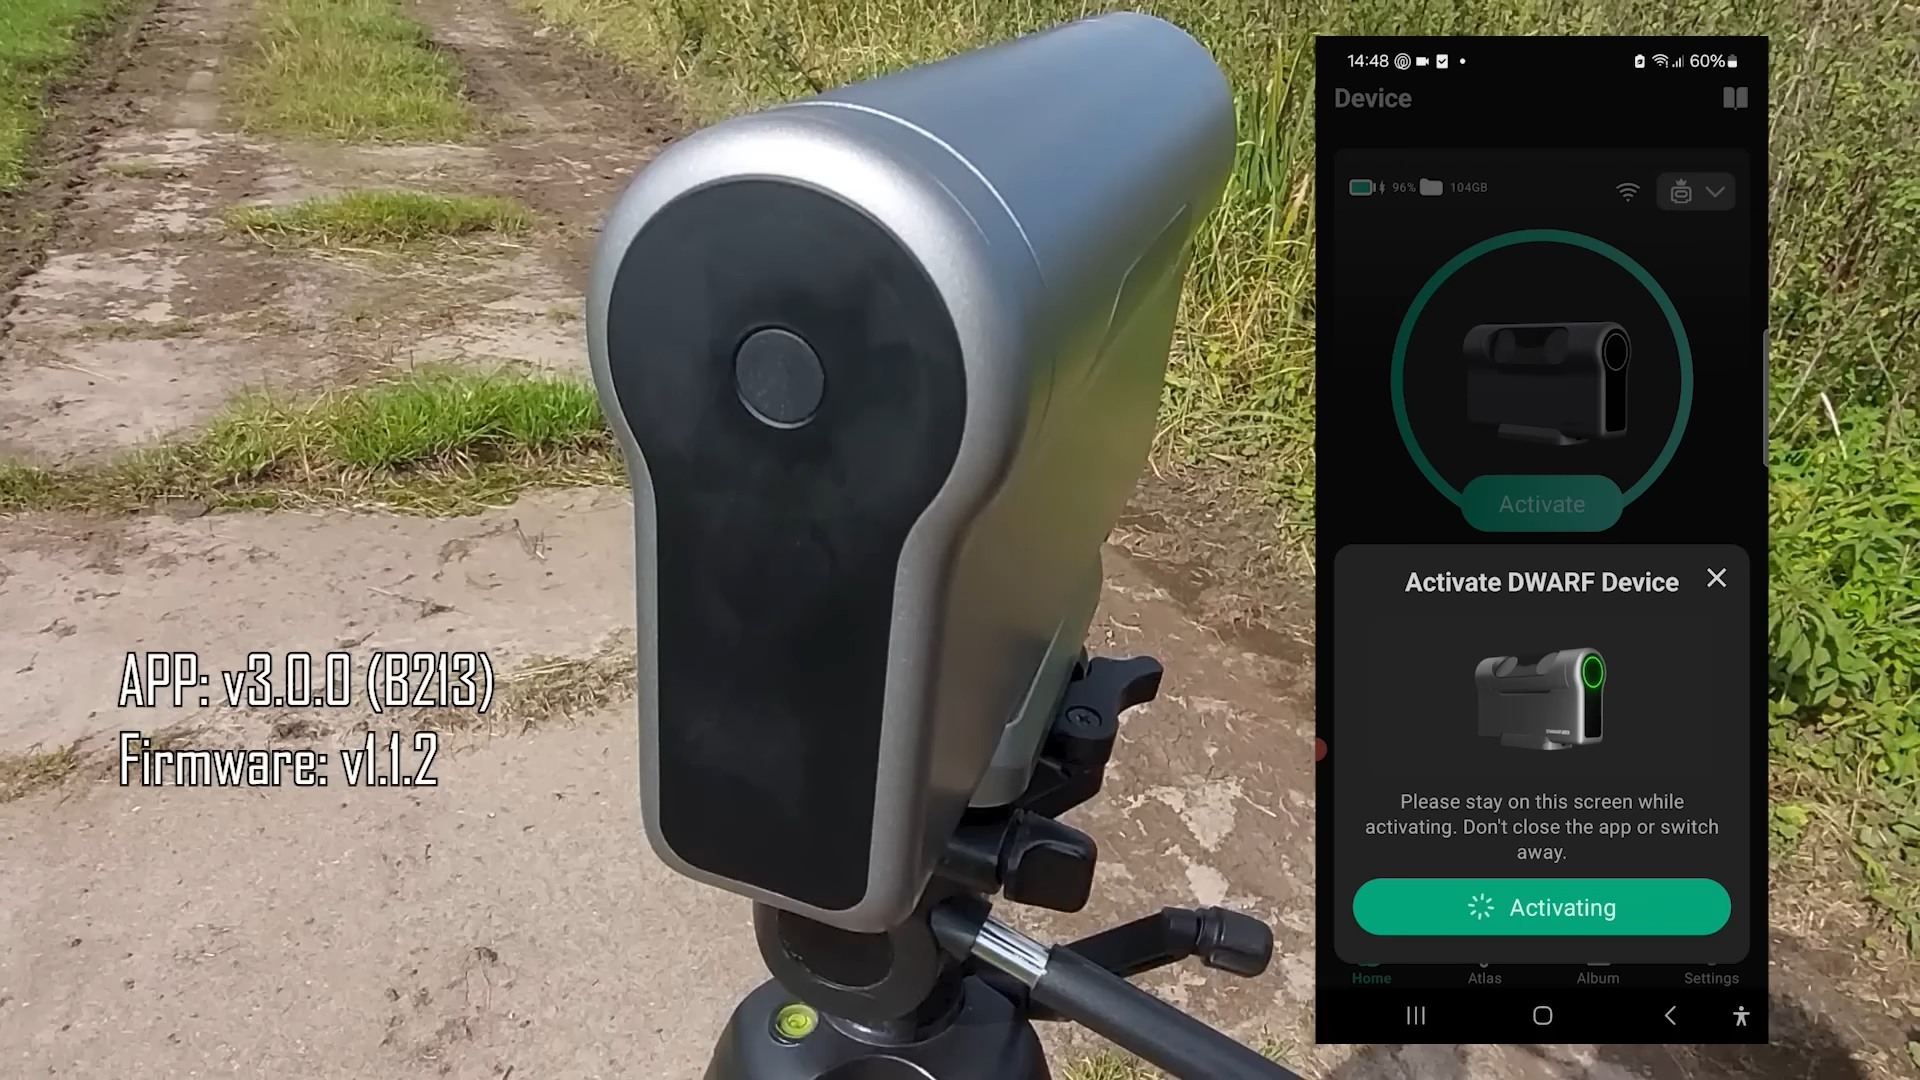 14:48
60%
Device
96%
104GB
Activate
Activate DWARF Device
Please stay on this screen while
activating. Don't close the app or switch
away.
Activating
Home
Atlas
Album
Settings
APP: v3.0.0 (B213)
Firmware: v1.1.2